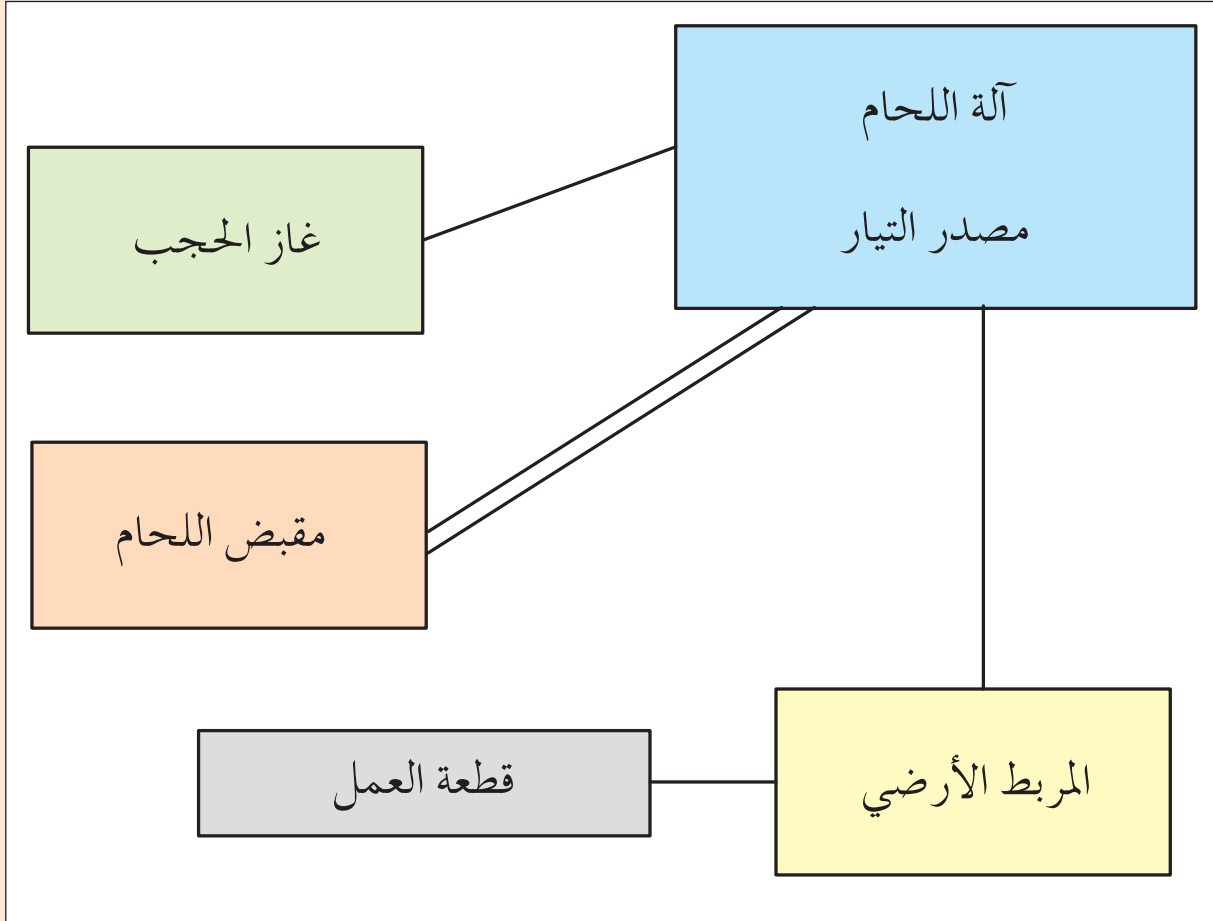 آلة اللحام
مصدر التيار
غاز الحجب
مقبض اللحام
المربط الأرضي
قطعة العمل